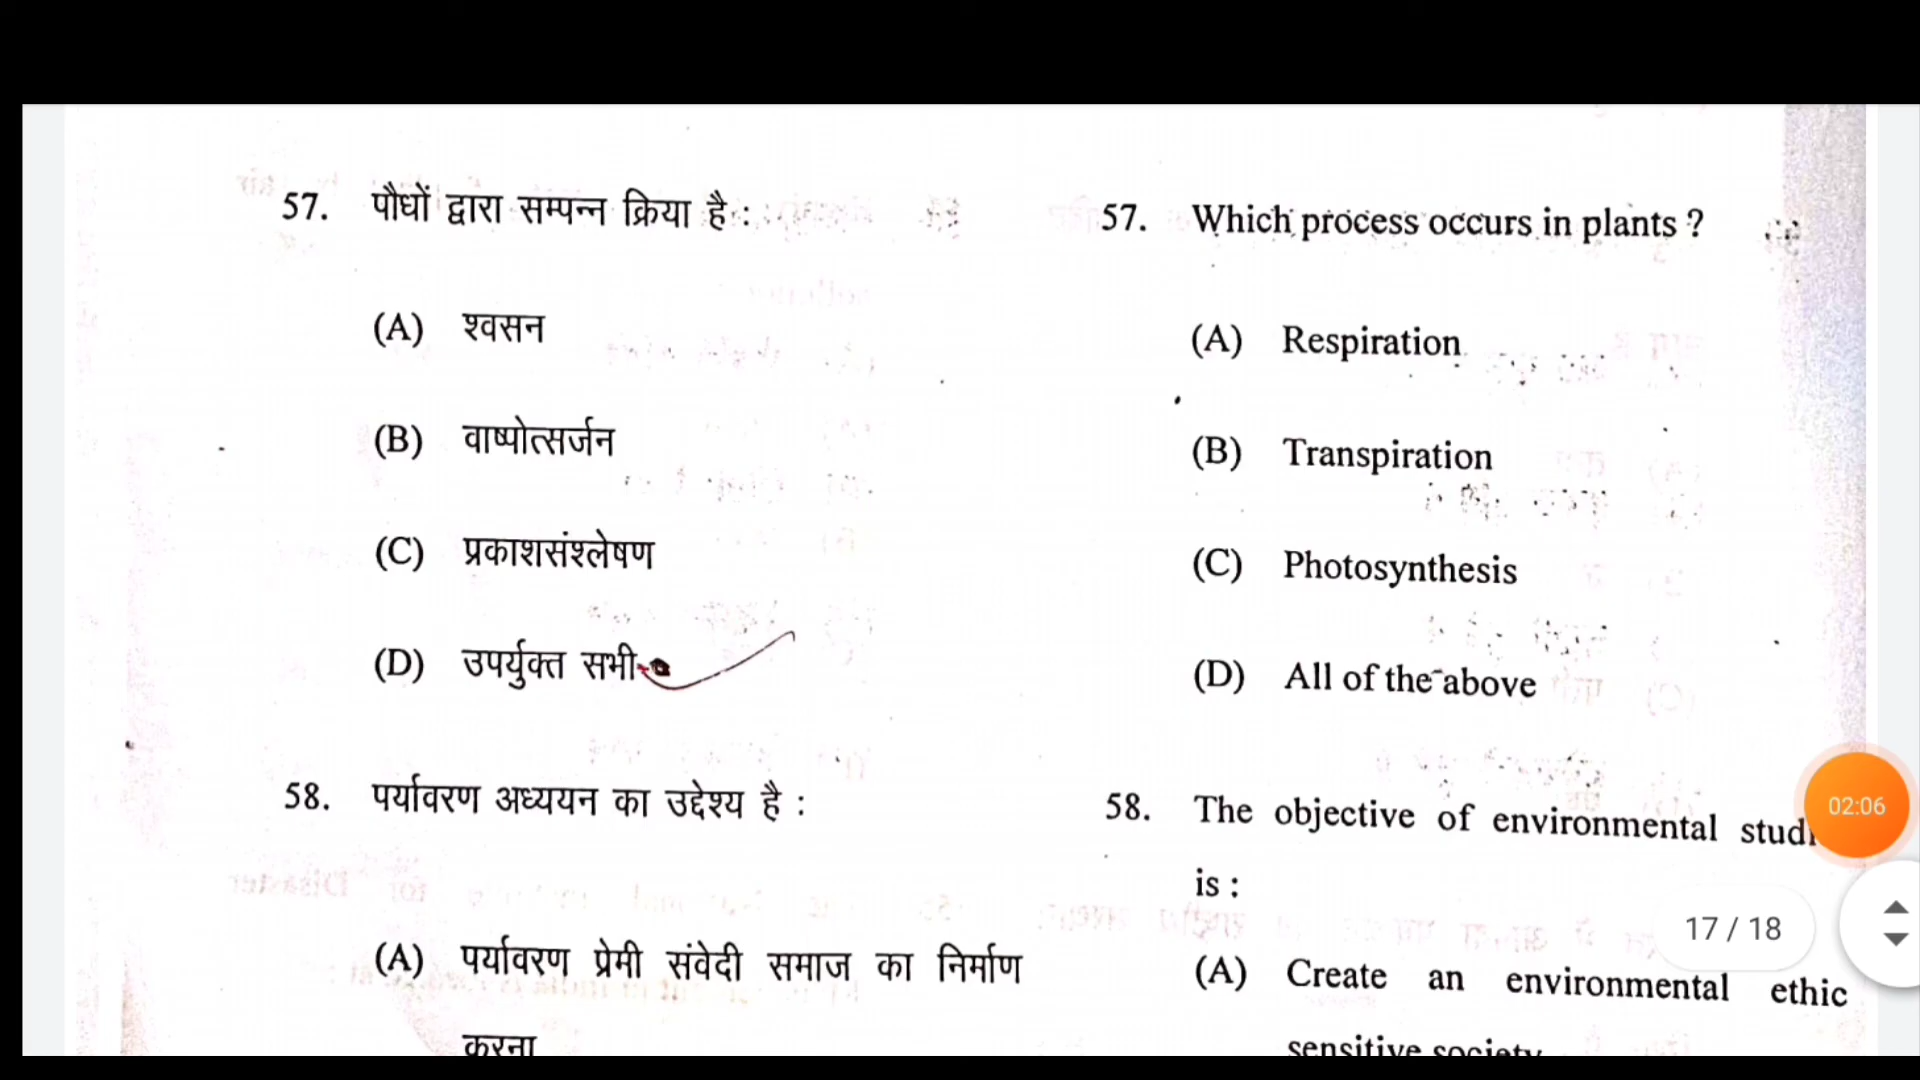 57. पौधों द्वारा सम्पन्न क्रिया है :
(A) श्वसन
(B) वाष्पोत्सर्जन
(C) प्रकाशसंश्लेषण
(D) उपर्युक्त सभी
58. पर्यावरण अध्ययन का उद्देश्य है :
(A) पर्यावरण प्रेमी संवेदी समाज का निर्माण
करना
57. Which process occurs in plants ?
(A) Respiration
(B) Transpiration
(C) Photosynthesis
(D) All of the above
58. The objective of environmental
is :
(A) Create an environmental ethic
sensitive society
02:06
17 / 18